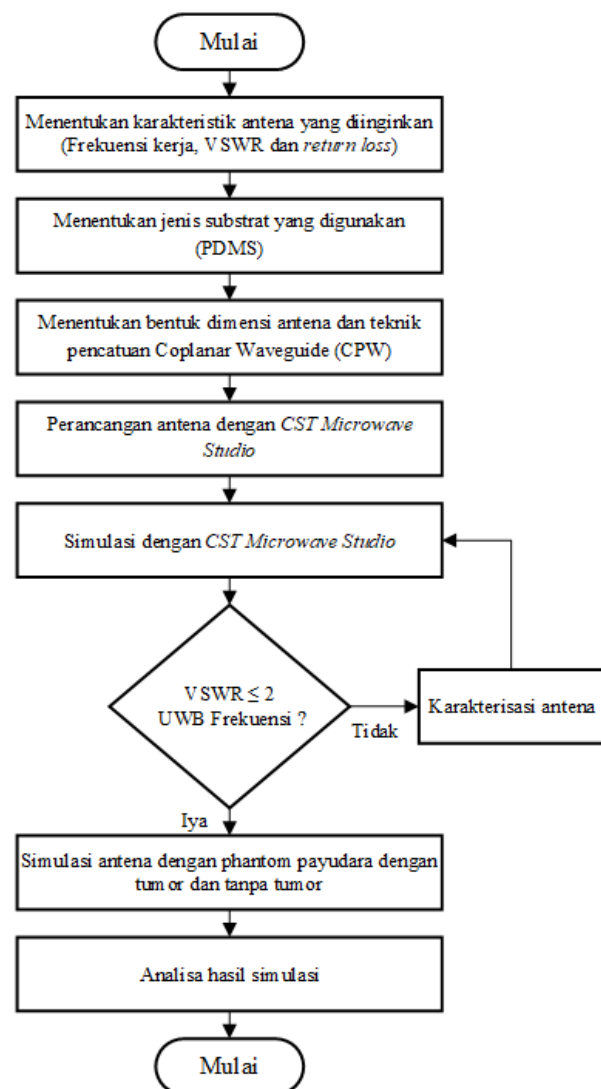 Mulai
Menentukan karakteristik antena yang diinginkan
(Frekuensi kerja, VSWR dan return loss)
Menentukan jenis substrat yang digunakan
(PDMS)
Menentukan bentuk dimensi antena dan teknik
pencatuan Coplanar Waveguide (CPW)
Perancangan antena dengan CST Microwave
Studio
Simulasi dengan CST Microwave Studio
VSWR ≤ 2
UWB Frekuensi ?
Tidak
Karakterisasi antena
Iya
Simulasi antena dengan phantom payudara dengan
tumor dan tanpa tumor
Analisa hasil simulasi
Mulai